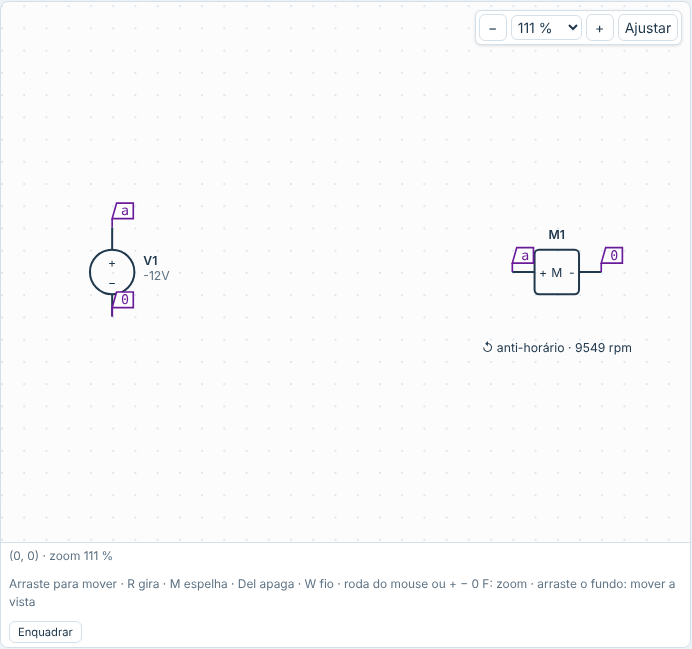 − 111 % + Ajustar
a
+
−
0
V1
-12V
M1
a + M - 0
↺ anti-horário · 9549 rpm
(0, 0) · zoom 111 %
Arraste para mover · R gira · M espelha · Del apaga · W fio · roda do mouse ou + − 0 F: zoom · arraste o fundo: mover a
vista
Enquadrar